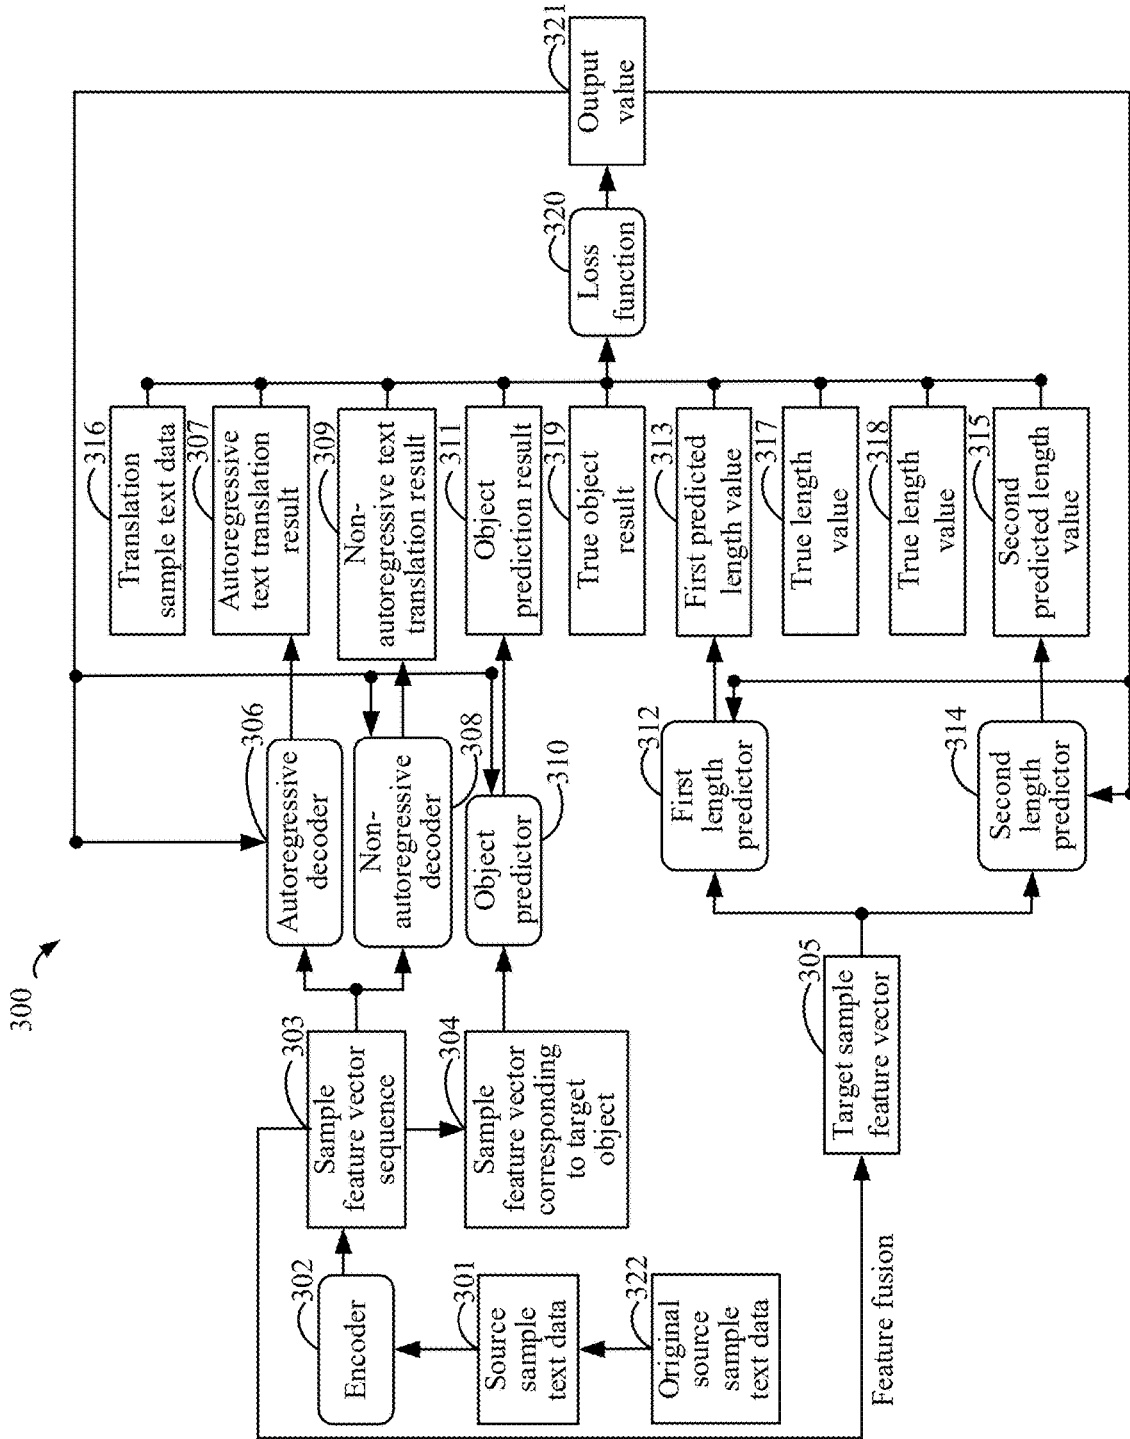 300
302
Encoder
301
Source
sample
text data
322
Original
source
sample
text data
303
Sample
feature vector
sequence
304
Sample
feature vector
corresponding
to target
object
Feature fusion
305
Target sample
feature vector
306
Autoregressive
decoder
308
Non-
autoregressive
decoder
310
Object
predictor
312
First
length
predictor
314
Second
length
predictor
316
Translation
sample text data
307
Autoregressive
text translation
result
309
Non-
autoregressive text
translation result
311
Object
prediction result
319
True object
result
313
First predicted
length value
317
True length
value
318
True length
value
315
Second
predicted length
value
320
Loss
function
321
Output
value